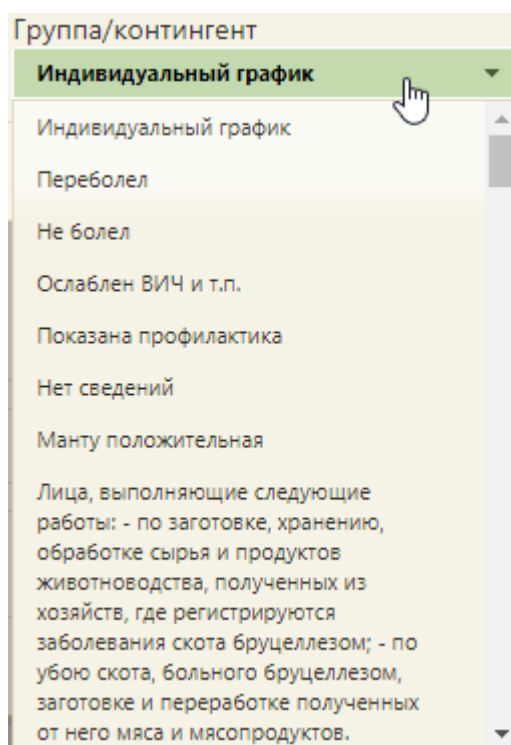 Группа/контингент
Индивидуальный график
Индивидуальный график
Переболел
Не болел
Ослаблен ВИЧ и т.п.
Показана профилактика
Нет сведений
Манту положительная
Лица, выполняющие следующие
работы: - по заготовке, хранению,
обработке сырья и продуктов
животноводства, полученных из
хозяйств, где регистрируются
заболевания скота бруцеллезом; - по
убою скота, больного бруцеллезом,
заготовке и переработке полученных
от него мяса и мясопродуктов.